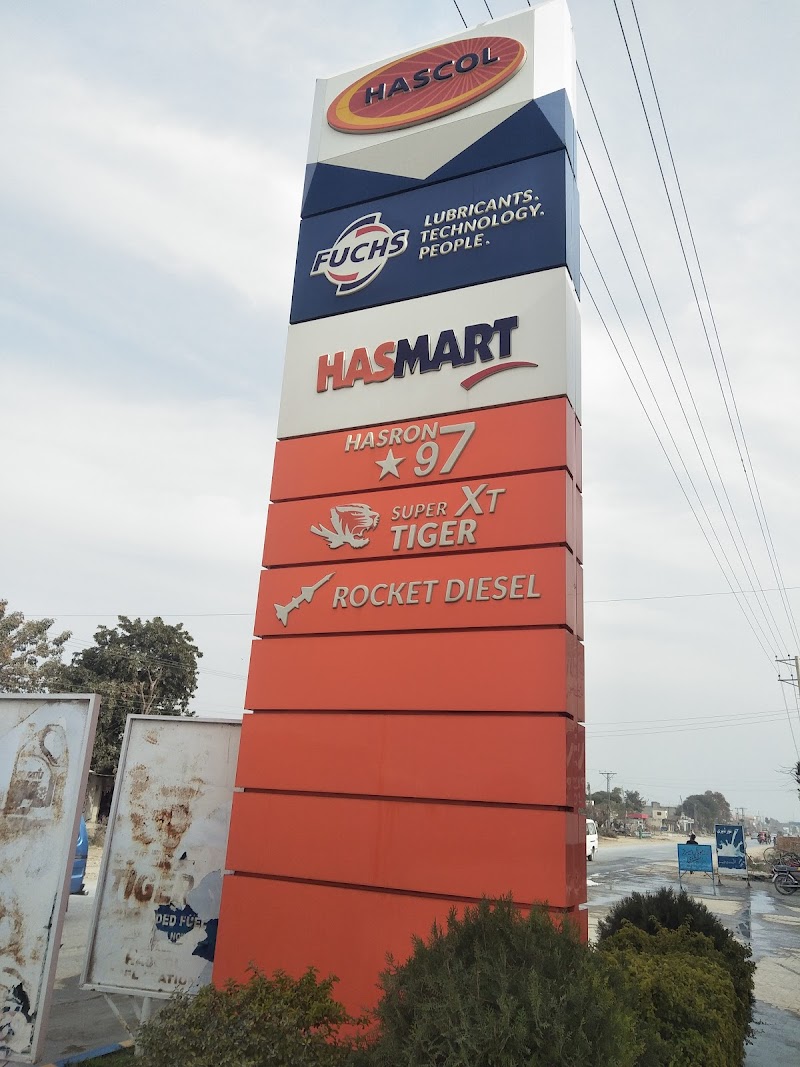 HASCOL
FUCHS
LUBRICANTS.
TECHNOLOGY.
PEOPLE.
HASMART
HASRON
97
SUPER XT
TIGER
ROCKET DIESEL
TIGER